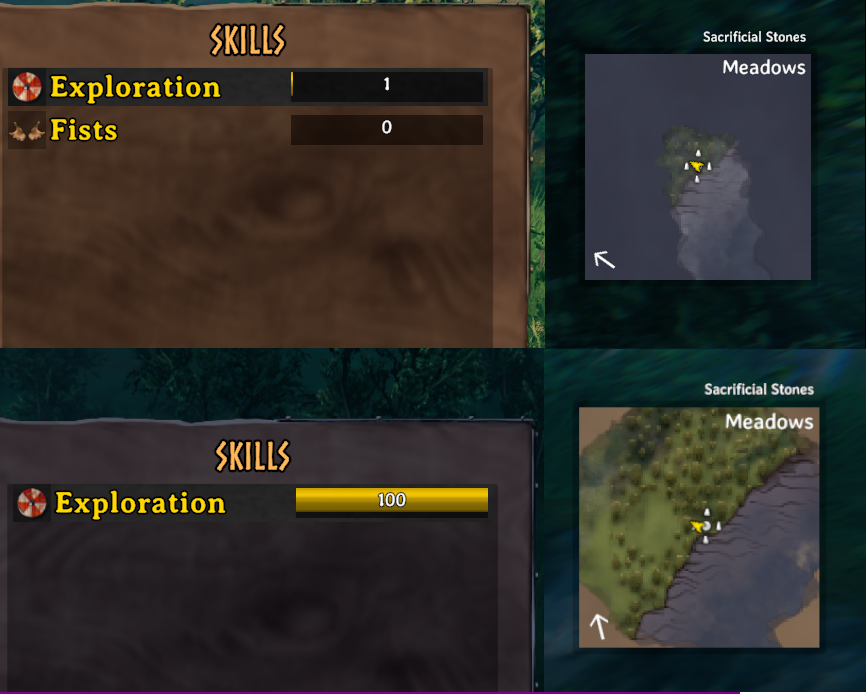 SKILLS
Exploration 1
Fists 0
Sacrificial Stones
Meadows
SKILLS
Exploration 100
Sacrificial Stones
Meadows